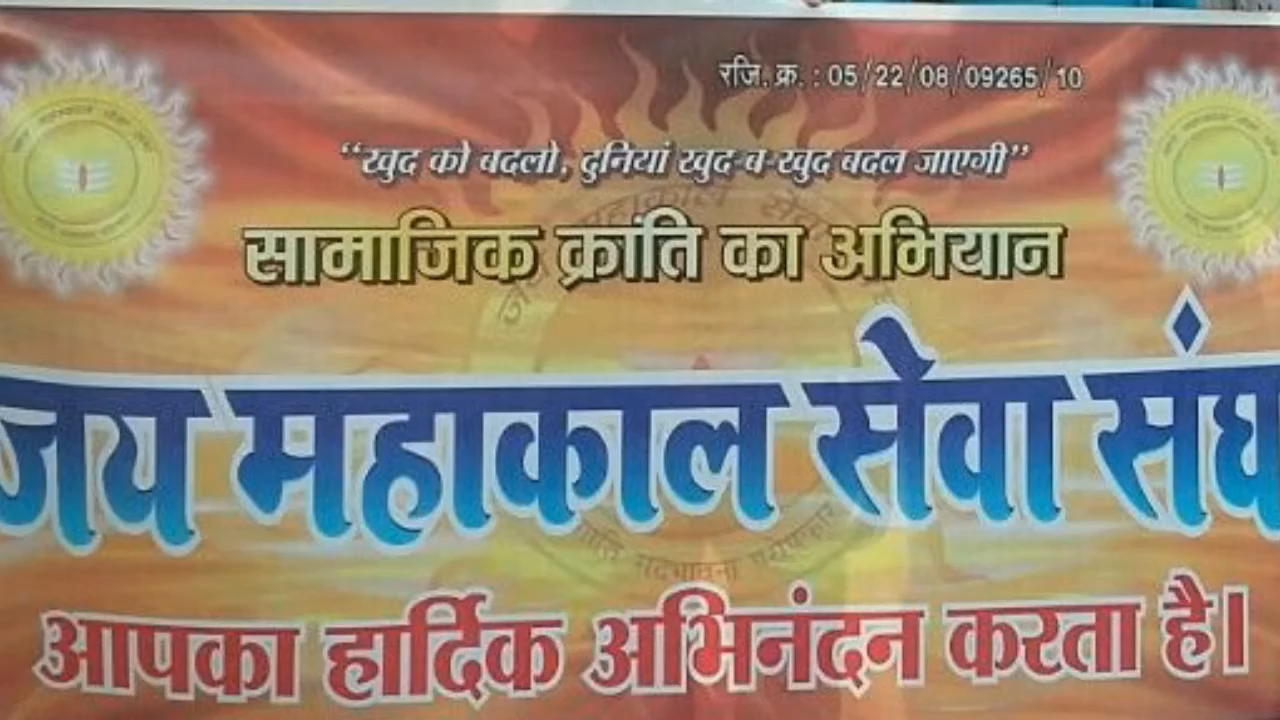 रजि. क्र. : 05/22/08/09265/10
“खुद को बदलो, दुनियां खुद-ब-खुद बदल जाएगी”
सामाजिक क्रांति का अभियान
जय महाकाल सेवा संघ
आपका हार्दिक अभिनंदन करता है।